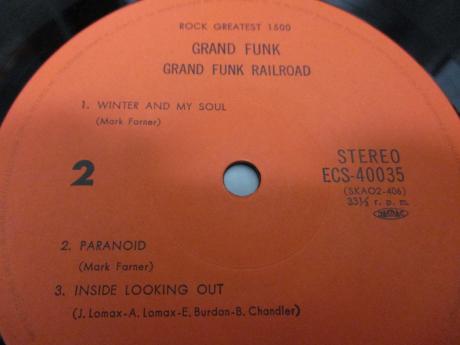 ROCK GREATEST 1500
GRAND FUNK
GRAND FUNK RAILROAD
1. WINTER AND MY SOUL
(Mark Farner)
2
STEREO
ECS-40035
(SKAO2-406)
33⅓ r. p. m.
JASRAC
2. PARANOID
(Mark Farner)
3. INSIDE LOOKING OUT
(J. Lomax-A. Lomax-E. Burdon-B. Chandler)